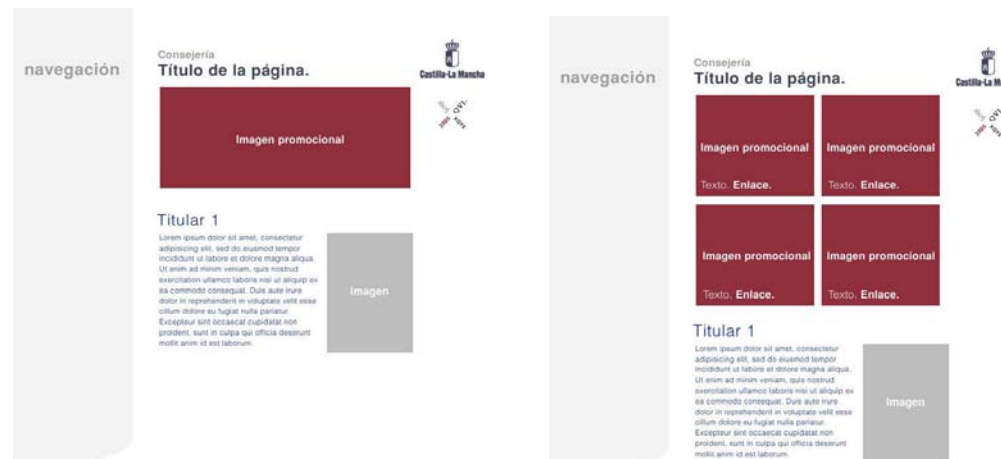 navegación
Consejería
Título de la página.
Castilla-La Mancha
Imagen promocional
Titular 1
Lorem ipsum dolor sit amet, consectetur
adipisicing elit, sed do eiusmod tempor
incididunt ut labore et dolore magna aliqua.
Ut enim ad minim veniam, quis nostrud
exercitation ullamco laboris nisi ut aliquip ex
ea commodo consequat. Duis aute irure
dolor in reprehenderit in voluptate velit esse
cillum dolore eu fugiat nulla pariatur.
Excepteur sint occaecat cupidatat non
proident, sunt in culpa qui officia deserunt
mollit anim id est laborum.
Imagen
navegación
Consejería
Título de la página.
Castilla-La M
Imagen promocional
Texto. Enlace.
Imagen promocional
Texto. Enlace.
Imagen promocional
Texto. Enlace.
Imagen promocional
Texto. Enlace.
Titular 1
Lorem ipsum dolor sit amet, consectetur
adipisicing elit, sed do eiusmod tempor
incididunt ut labore et dolore magna aliqua.
Ut enim ad minim veniam, quis nostrud
exercitation ullamco laboris nisi ut aliquip ex
ea commodo consequat. Duis aute irure
dolor in reprehenderit in voluptate velit esse
cillum dolore eu fugiat nulla pariatur.
Excepteur sint occaecat cupidatat non
proident, sunt in culpa qui officia deserunt
mollit anim id est laborum.
Imagen